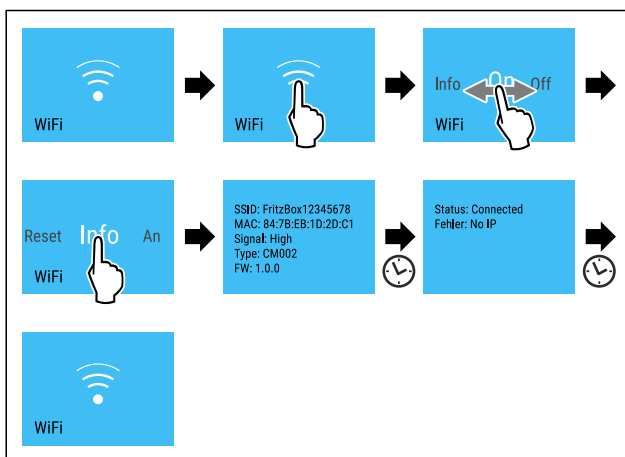 WiFi
WiFi
Info On Off
WiFi
Reset Info An
WiFi
SSID: FritzBox12345678
MAC: 84:7B:EB:1D:2D:C1
Signal: High
Type: CM002
FW: 1.0.0
Status: Connected
Fehler: No IP
WiFi